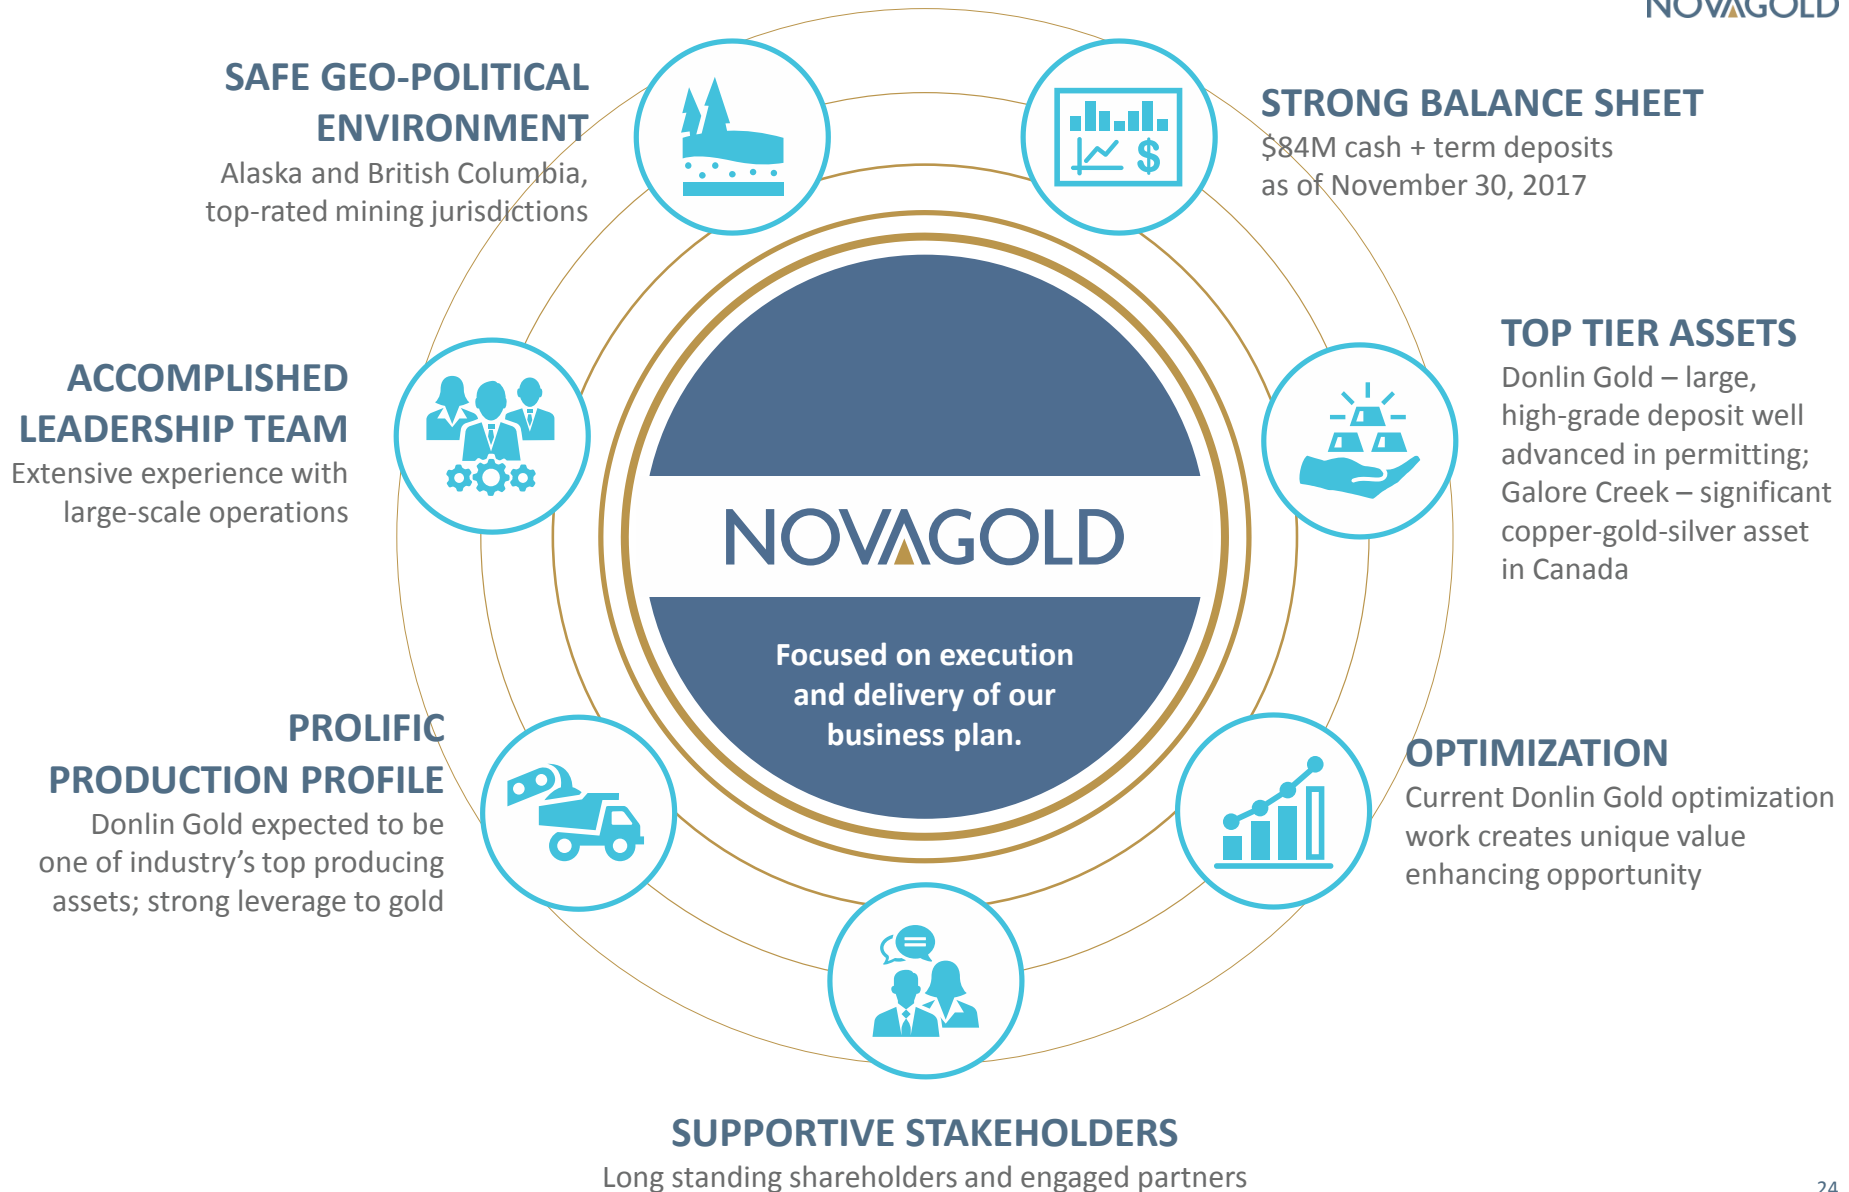 NOVAGOLD
SAFE GEO-POLITICAL
ENVIRONMENT
Alaska and British Columbia,
top-rated mining jurisdictions
STRONG BALANCE SHEET
$84M cash + term deposits
as of November 30, 2017
TOP TIER ASSETS
Donlin Gold – large,
high-grade deposit well
advanced in permitting;
Galore Creek – significant
copper-gold-silver asset
in Canada
ACCOMPLISHED
LEADERSHIP TEAM
Extensive experience with
large-scale operations
NOVAGOLD
Focused on execution
and delivery of our
business plan.
PROLIFIC
PRODUCTION PROFILE
Donlin Gold expected to be
one of industry’s top producing
assets; strong leverage to gold
OPTIMIZATION
Current Donlin Gold optimization
work creates unique value
enhancing opportunity
$
SUPPORTIVE STAKEHOLDERS
Long standing shareholders and engaged partners
24